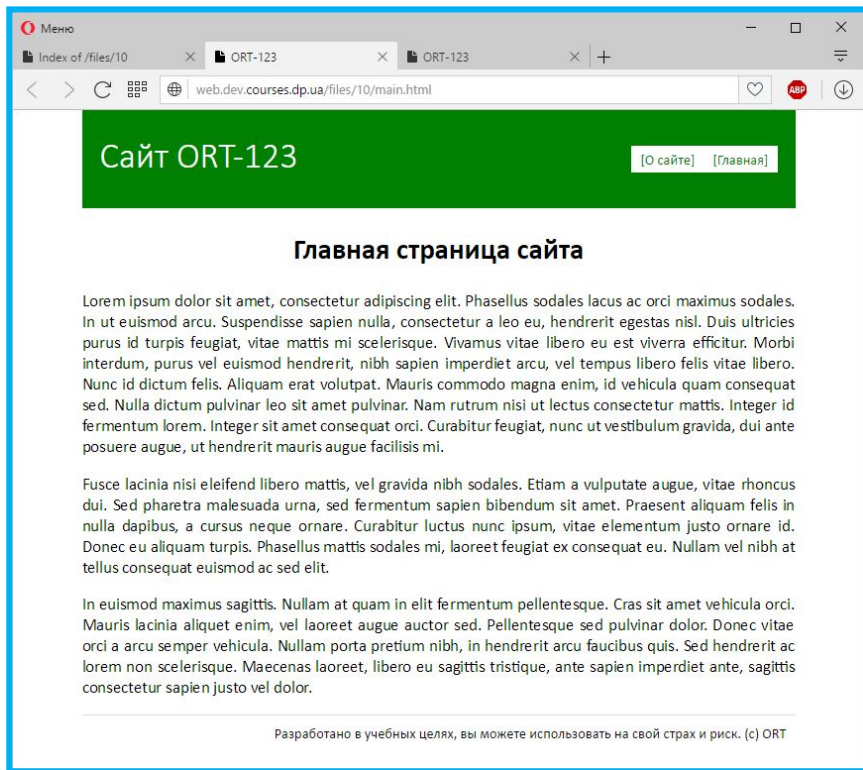 Меню
Index of /files/10
ORT-123
ORT-123
web.dev.courses.dp.ua/files/10/main.html
ABP
Сайт ORT-123
[О сайте] [Главная]
Главная страница сайта
Lorem ipsum dolor sit amet, consectetur adipiscing elit. Phasellus sodales lacus ac orci maximus sodales.
In ut euismod arcu. Suspendisse sapien nulla, consectetur a leo eu, hendrerit egestas nisl. Duis ultricies
purus id turpis feugiat, vitae mattis mi scelerisque. Vivamus vitae libero eu est viverra efficitur. Morbi
interdum, purus vel euismod hendrerit, nibh sapien imperdiet arcu, vel tempus libero felis vitae libero.
Nunc id dictum felis. Aliquam erat volutpat. Mauris commodo magna enim, id vehicula quam consequat
sed. Nulla dictum pulvinar leo sit amet pulvinar. Nam rutrum nisi ut lectus consectetur mattis. Integer id
fermentum lorem. Integer sit amet consequat orci. Curabitur feugiat, nunc ut vestibulum gravida, dui ante
posuere augue, ut hendrerit mauris augue facilisis mi.
Fusce lacinia nisi eleifend libero mattis, vel gravida nibh sodales. Etiam a vulputate augue, vitae rhoncus
dui. Sed pharetra malesuada urna, sed fermentum sapien bibendum sit amet. Praesent aliquam felis in
nulla dapibus, a cursus neque ornare. Curabitur luctus nunc ipsum, vitae elementum justo ornare id.
Donec eu aliquam turpis. Phasellus mattis sodales mi, laoreet feugiat ex consequat eu. Nullam vel nibh at
tellus consequat euismod ac sed elit.
In euismod maximus sagittis. Nullam at quam in elit fermentum pellentesque. Cras sit amet vehicula orci.
Mauris lacinia aliquet enim, vel laoreet augue auctor sed. Pellentesque sed pulvinar dolor. Donec vitae
orci a arcu semper vehicula. Nullam porta pretium nibh, in hendrerit arcu faucibus quis. Sed hendrerit ac
lorem non scelerisque. Maecenas laoreet, libero eu sagittis tristique, ante sapien imperdiet ante, sagittis
consectetur sapien justo vel dolor.
Разработано в учебных целях, вы можете использовать на свой страх и риск. (c) ORT